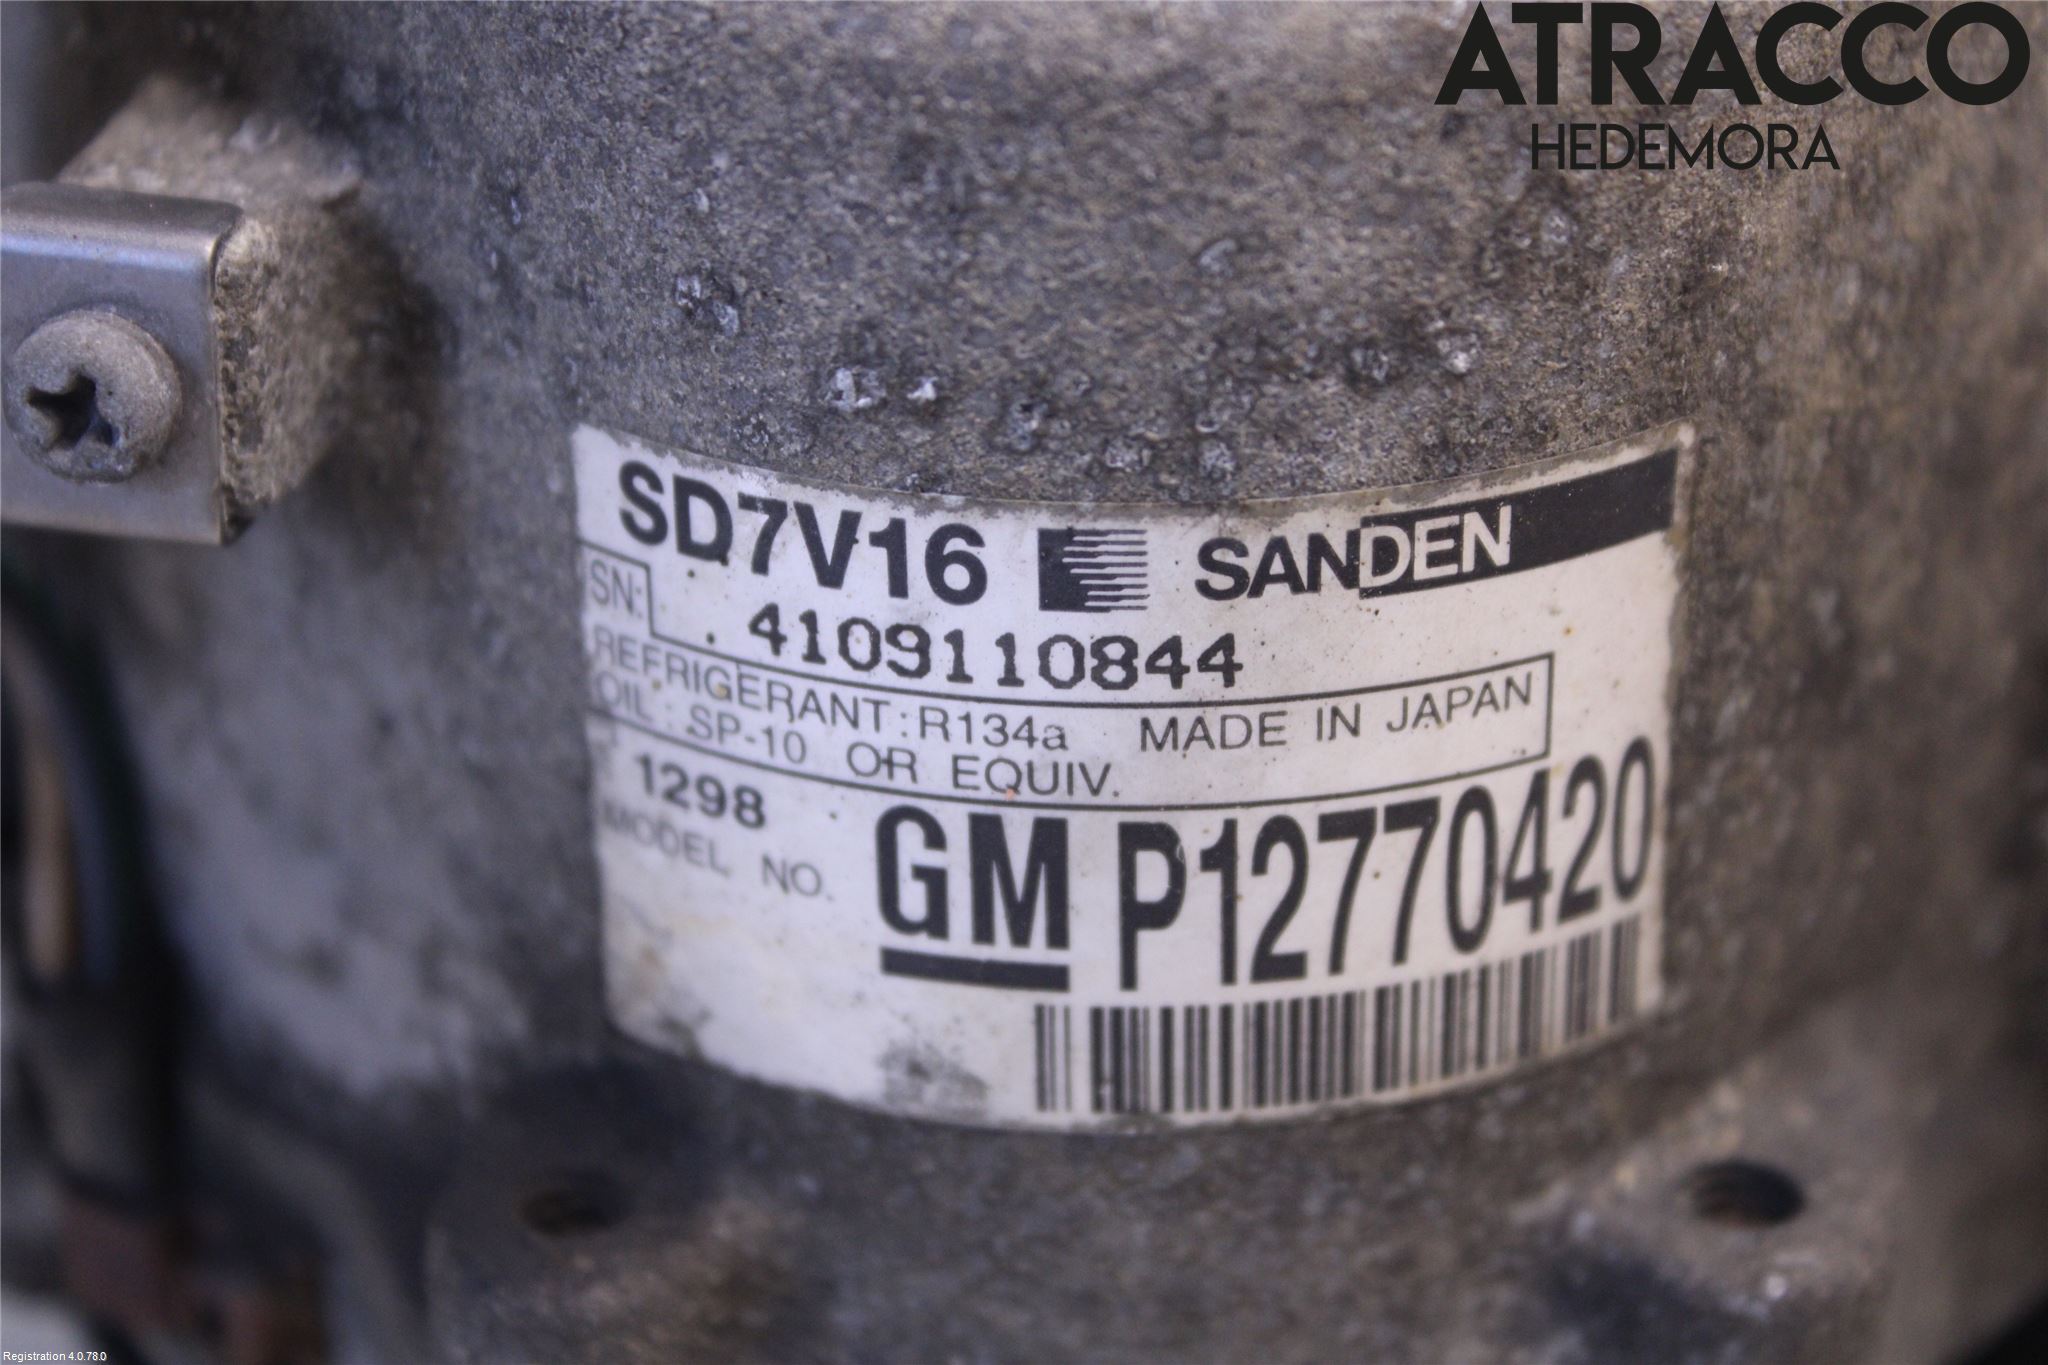 ATRACCO
HEDEMORA
SD7V16 SANDEN
SN: 4109110844
REFRIGERANT : R134a MADE IN JAPAN
OIL : SP-10 OR EQUIV.
1298
MODEL NO.
GM P12770420
Registration 4.0.78.0